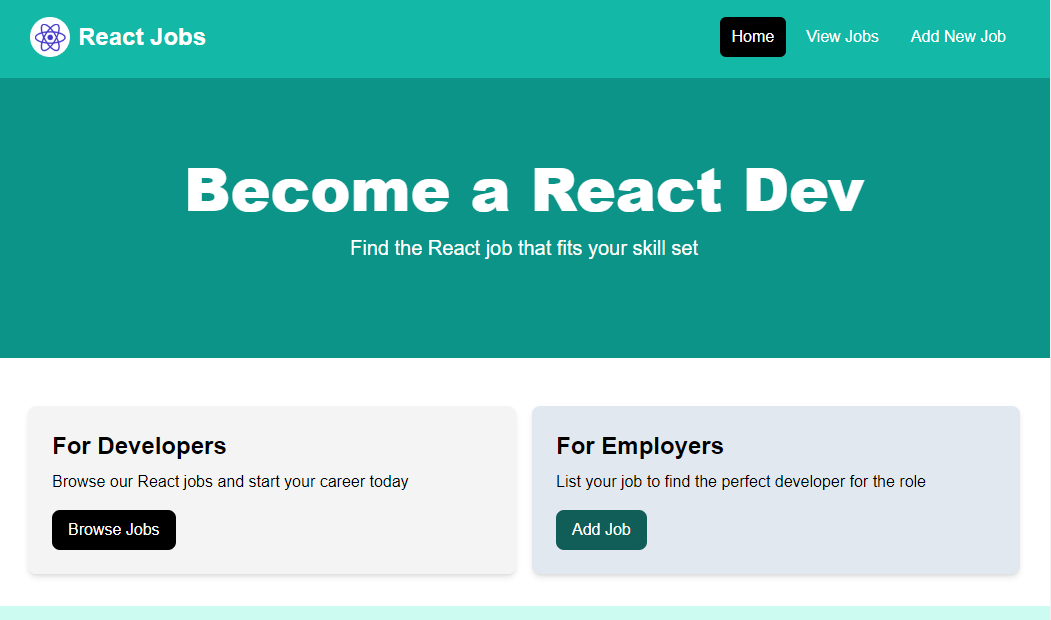 React Jobs
Home
View Jobs
Add New Job
Become a React Dev
Find the React job that fits your skill set
For Developers
Browse our React jobs and start your career today
Browse Jobs
For Employers
List your job to find the perfect developer for the role
Add Job